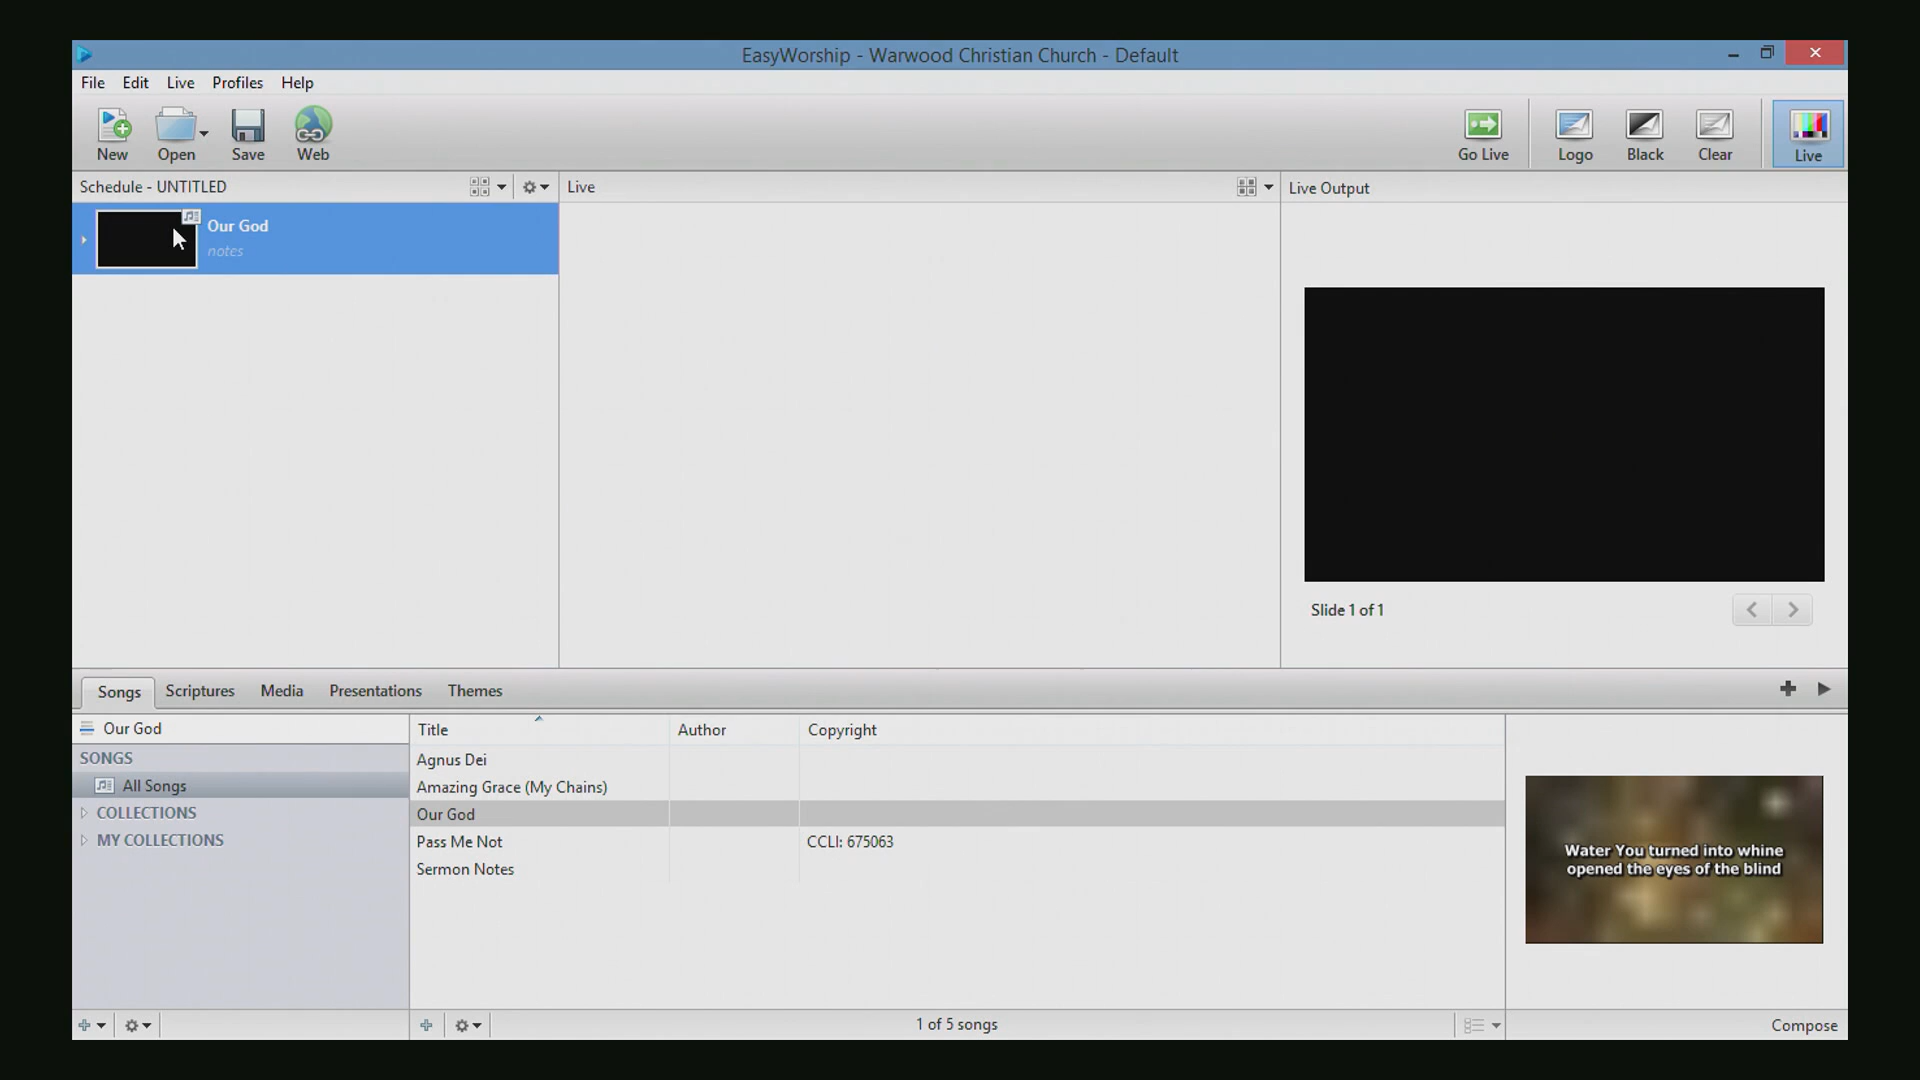 EasyWorship - Warwood Christian Church - Default
File Edit Live Profiles Help
New Open Save Web Go Live Logo Black Clear Live
Schedule - UNTITLED Live Live Output
Our God
notes
Slide 1 of 1
Songs Scriptures Media Presentations Themes
Our God
SONGS
All Songs
COLLECTIONS
MY COLLECTIONS
Title Author Copyright
Agnus Dei
Amazing Grace (My Chains)
Our God
Pass Me Not CCLI: 675063
Sermon Notes
Water You turned into whine
opened the eyes of the blind
1 of 5 songs
Compose